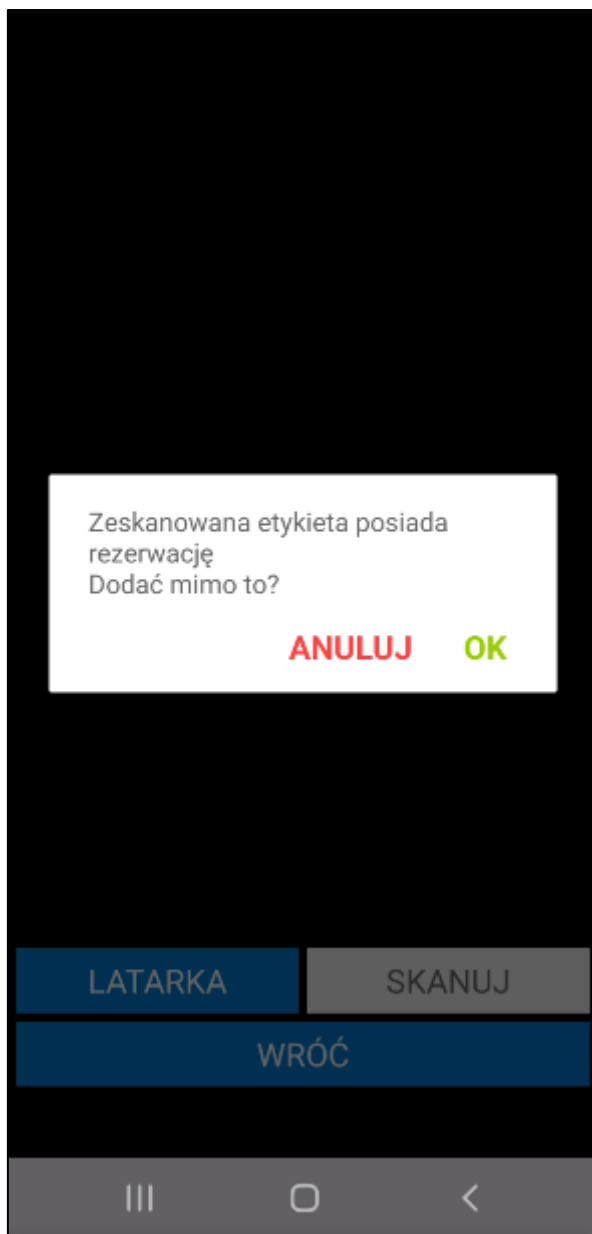 Zeskanowana etykieta posiada
rezerwację
Dodać mimo to?
ANULUJ OK
LATARKA SKANUJ
WRÓĆ